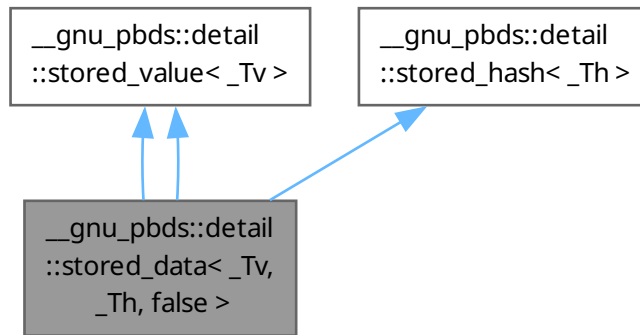 __gnu_pbds::detail
::stored_value< _Tv >
__gnu_pbds::detail
::stored_hash< _Th >
__gnu_pbds::detail
::stored_data< _Tv,
_Th, false >